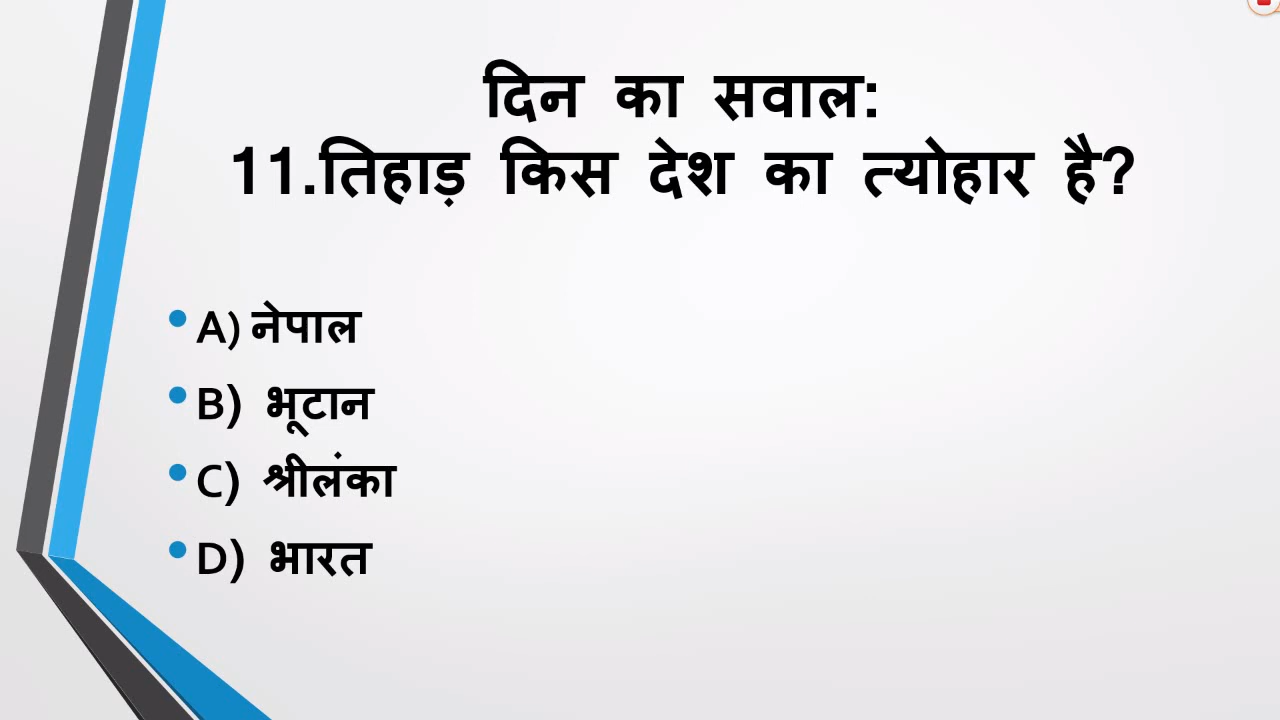 दिन का सवाल:
11.तिहाड़ किस देश का त्योहार है?
A) नेपाल
B) भूटान
C) श्रीलंका
D) भारत